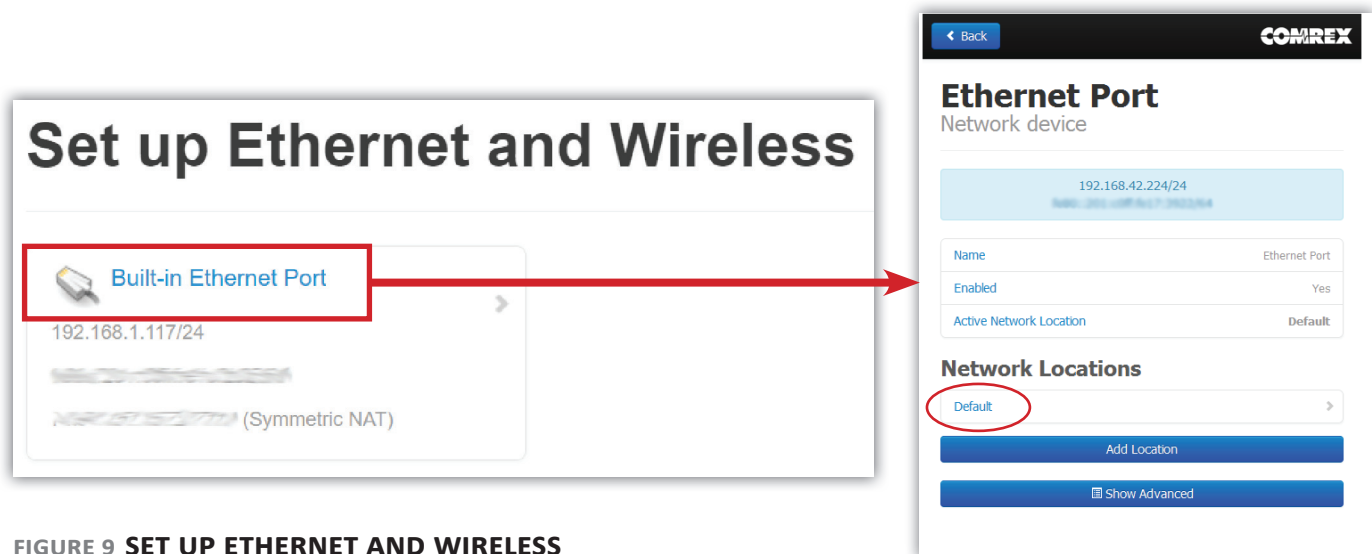 Set up Ethernet and Wireless
Built-in Ethernet Port
192.168.1.117/24
(Symmetric NAT)
Back
COMREX
Ethernet Port
Network device
192.168.42.224/24
Name Ethernet Port
Enabled Yes
Active Network Location Default
Network Locations
Default
Add Location
Show Advanced
FIGURE 9 SET UP ETHERNET AND WIRELESS